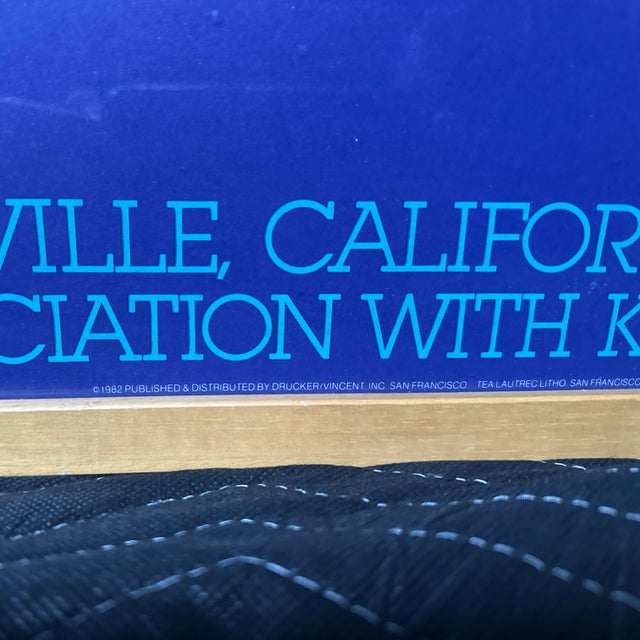 VILLE, CALIFOR
CIATION WITH K
©1982 PUBLISHED & DISTRIBUTED BY DRUCKER/VINCENT, INC. SAN FRANCISCO TEA LAUTREC LITHO. SAN FRANCISCO